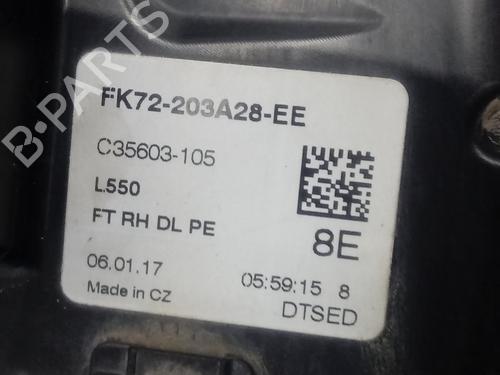 FK72-203A28-EE
C35603-105
L550
FT RH DL PE
8E
06.01.17
05:59:15 8
Made in CZ
DTSED
B-PARTS